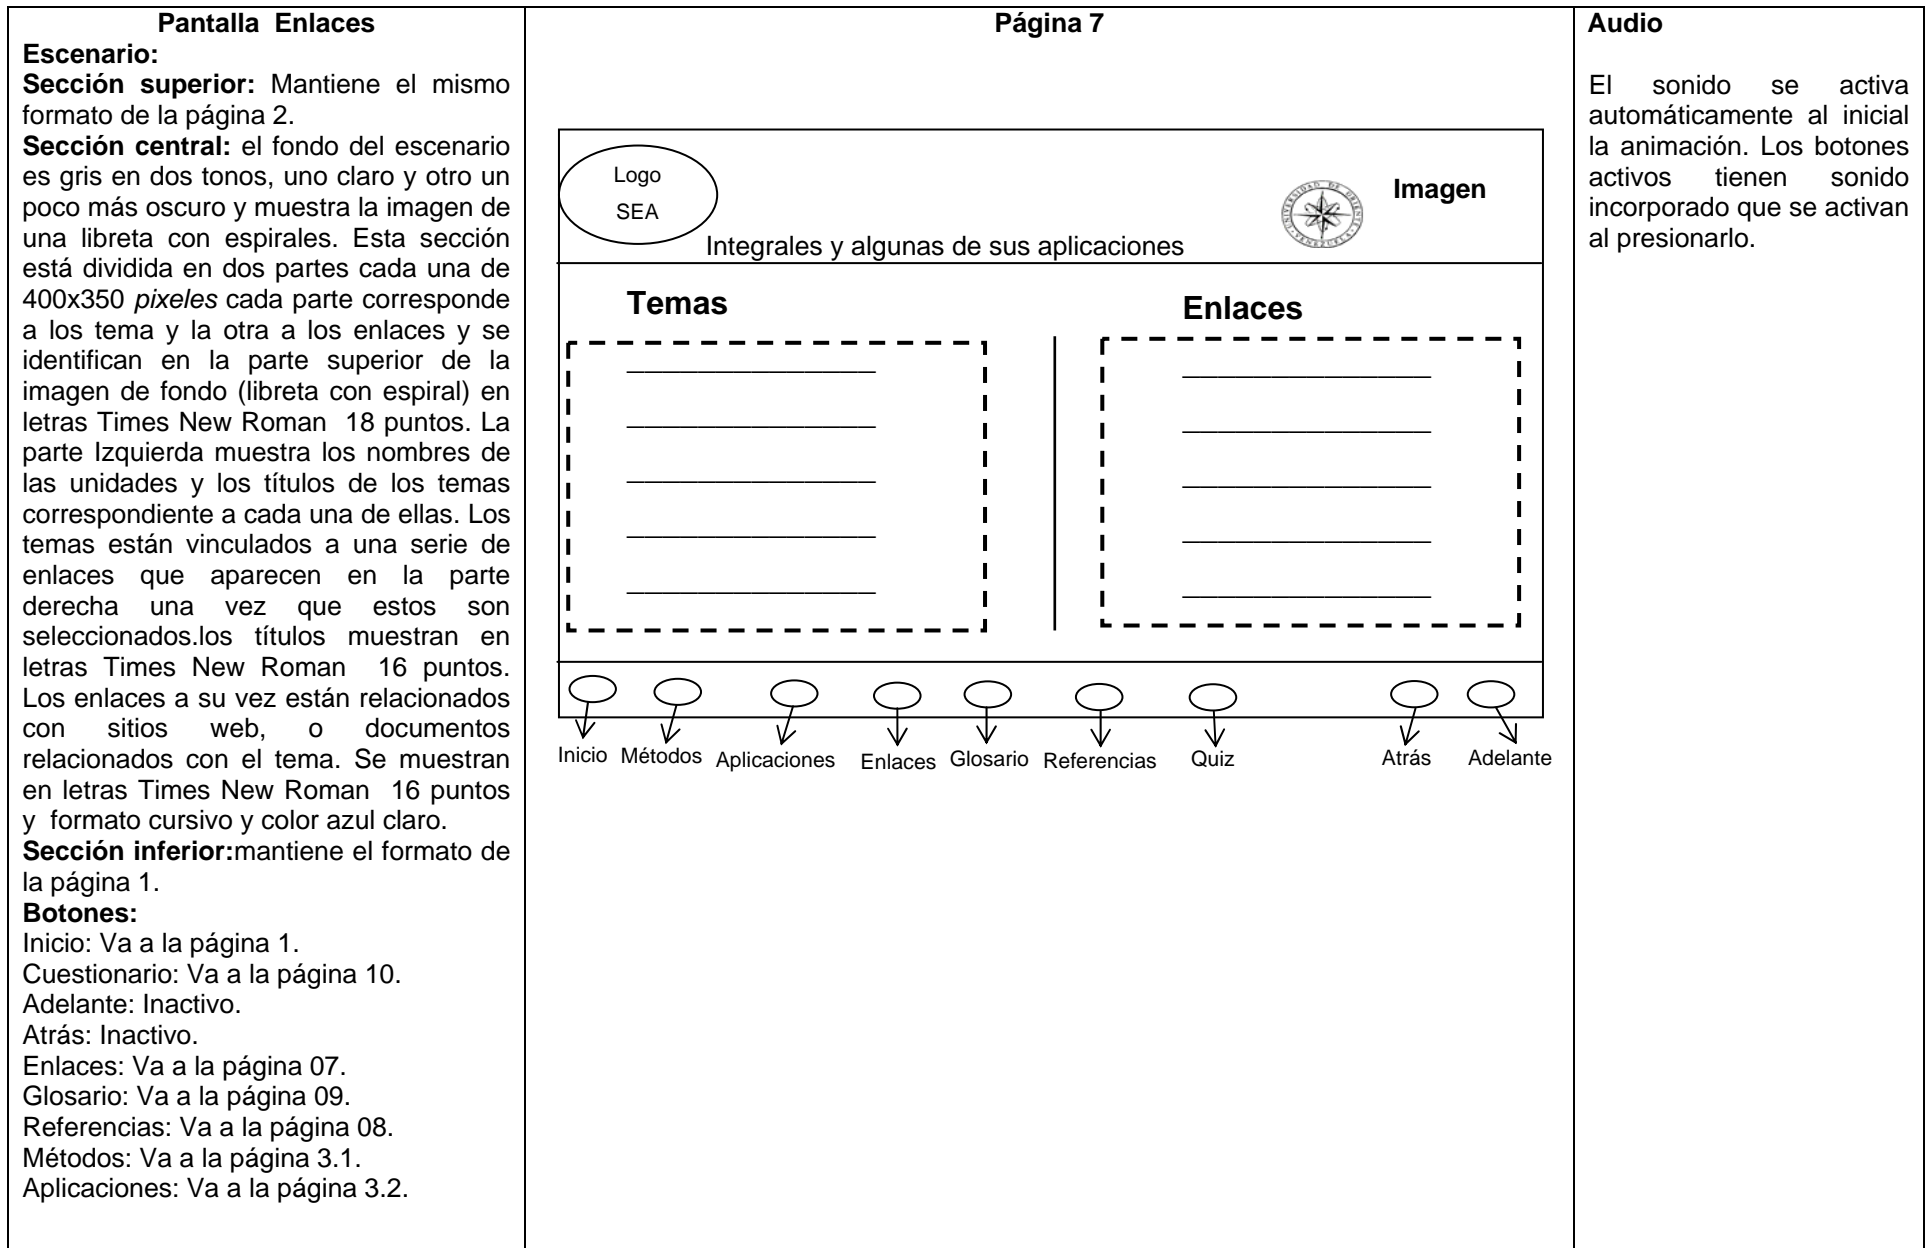 Pantalla  Enlaces
Escenario:
Sección superior: Mantiene el mismo
formato de la página 2.
Sección central: el fondo del escenario
es gris en dos tonos, uno claro y otro un
poco más oscuro y muestra la imagen de
una libreta con espirales. Esta sección
está dividida en dos partes cada una de
400x350 pixeles cada parte corresponde
a los tema y la otra a los enlaces y se
identifican en la parte superior de la
imagen de fondo (libreta con espiral) en
letras Times New Roman  18 puntos. La
parte Izquierda muestra los nombres de
las unidades y los títulos de los temas
correspondiente a cada una de ellas. Los
temas están vinculados a una serie de
enlaces que aparecen en la parte
derecha una vez que estos son
seleccionados.los títulos muestran en
letras Times New Roman  16 puntos.
Los enlaces a su vez están relacionados
con sitios web, o documentos
relacionados con el tema. Se muestran
en letras Times New Roman  16 puntos
y  formato cursivo y color azul claro.
Sección inferior:mantiene el formato de
la página 1.
Botones:
Inicio: Va a la página 1.
Cuestionario: Va a la página 10.
Adelante: Inactivo.
Atrás: Inactivo.
Enlaces: Va a la página 07.
Glosario: Va a la página 09.
Referencias: Va a la página 08.
Métodos: Va a la página 3.1.
Aplicaciones: Va a la página 3.2.
Página 7
Logo
SEA
Integrales y algunas de sus aplicaciones
UNIVERSIDAD DE ORIENTE
VENEZUELA
Imagen
Temas
Enlaces
Inicio Métodos Aplicaciones Enlaces Glosario Referencias Quiz Atrás Adelante
Audio
El sonido se activa
automáticamente al inicial
la animación. Los botones
activos tienen sonido
incorporado que se activan
al presionarlo.